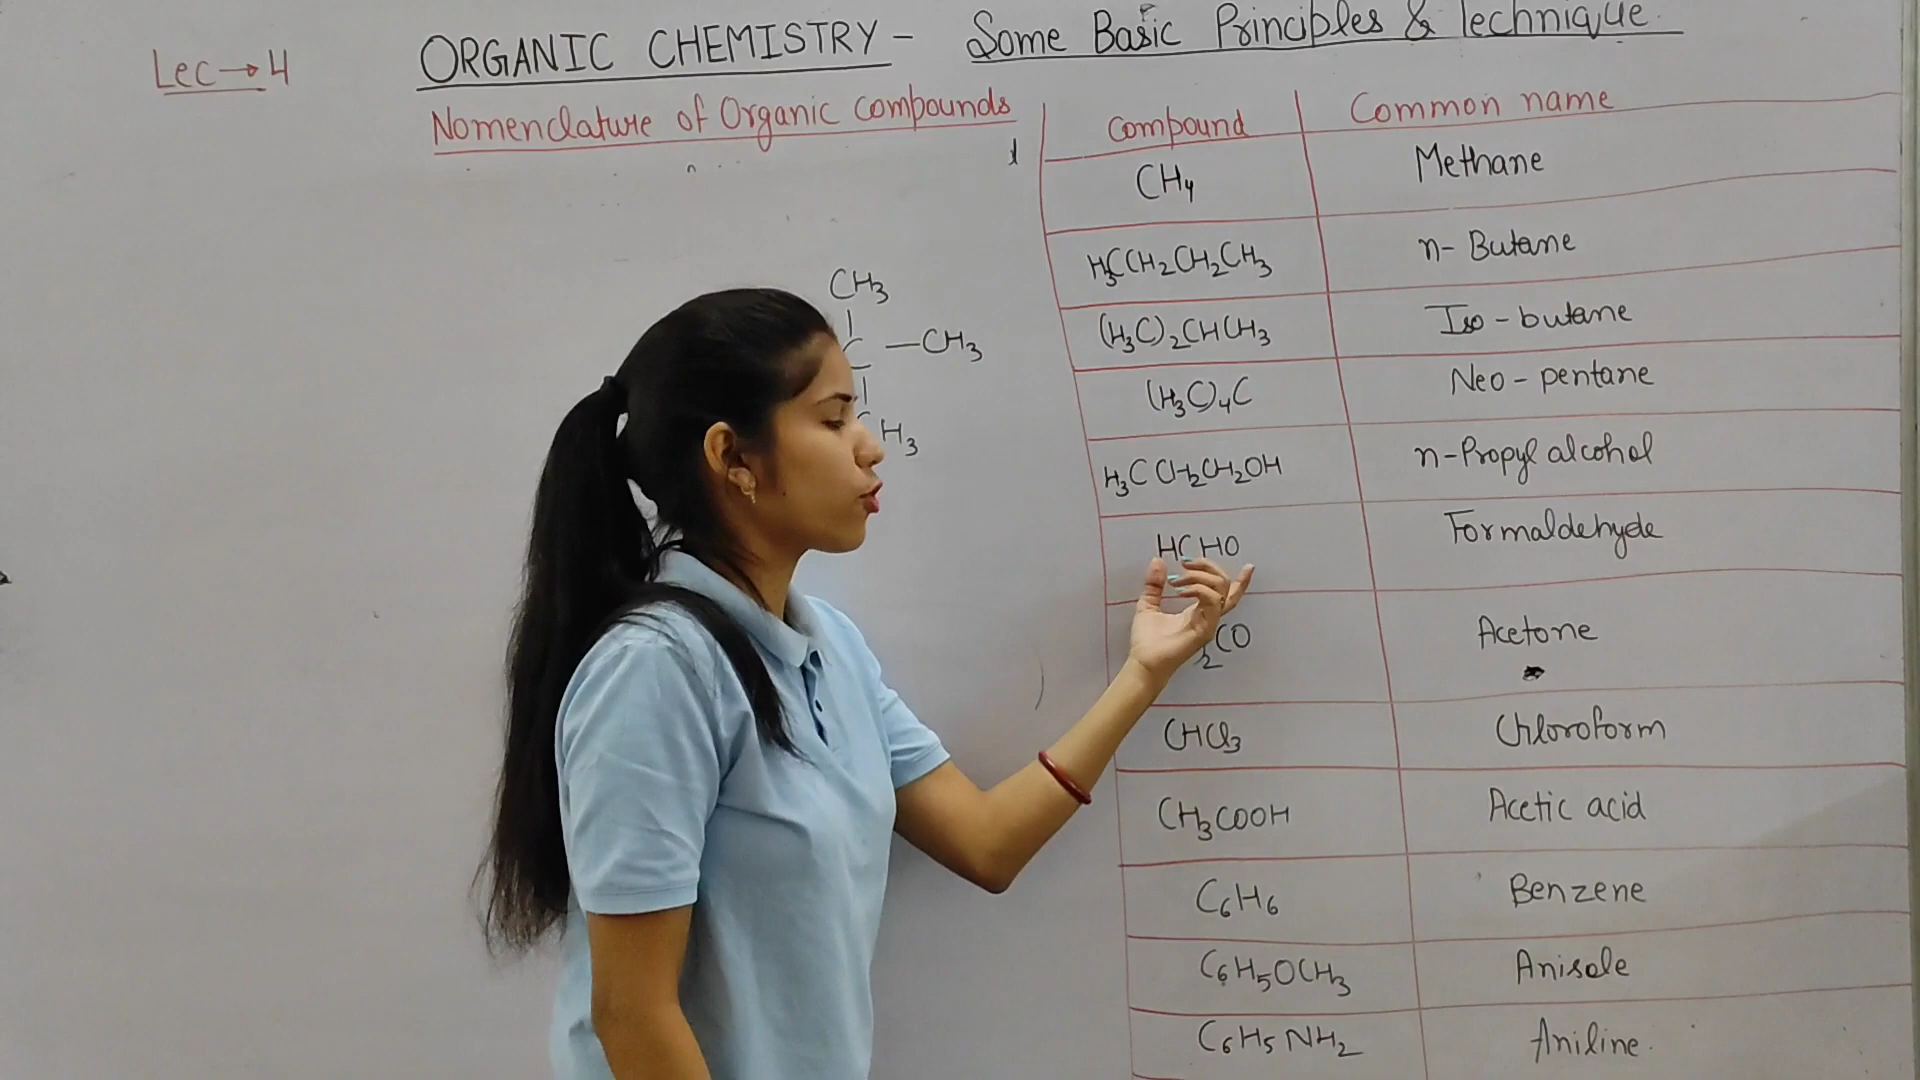 Lec→4
ORGANIC CHEMISTRY - Some Basic Principles & Technique
Nomenclature of Organic compounds
CH3
C —CH3
CH3
Compound Common name
CH4 Methane
H3CCH2CH2CH3 n- Butane
(H3C)2CHCH3 Iso - butane
(H3C)4C Neo - pentane
H3CCH2CH2OH n-Propyl alcohol
HCHO Formaldehyde
2CO Acetone
CHCl3 Chloroform
CH3COOH Acetic acid
C6H6 Benzene
C6H5OCH3 Anisole
C6H5NH2 Aniline.